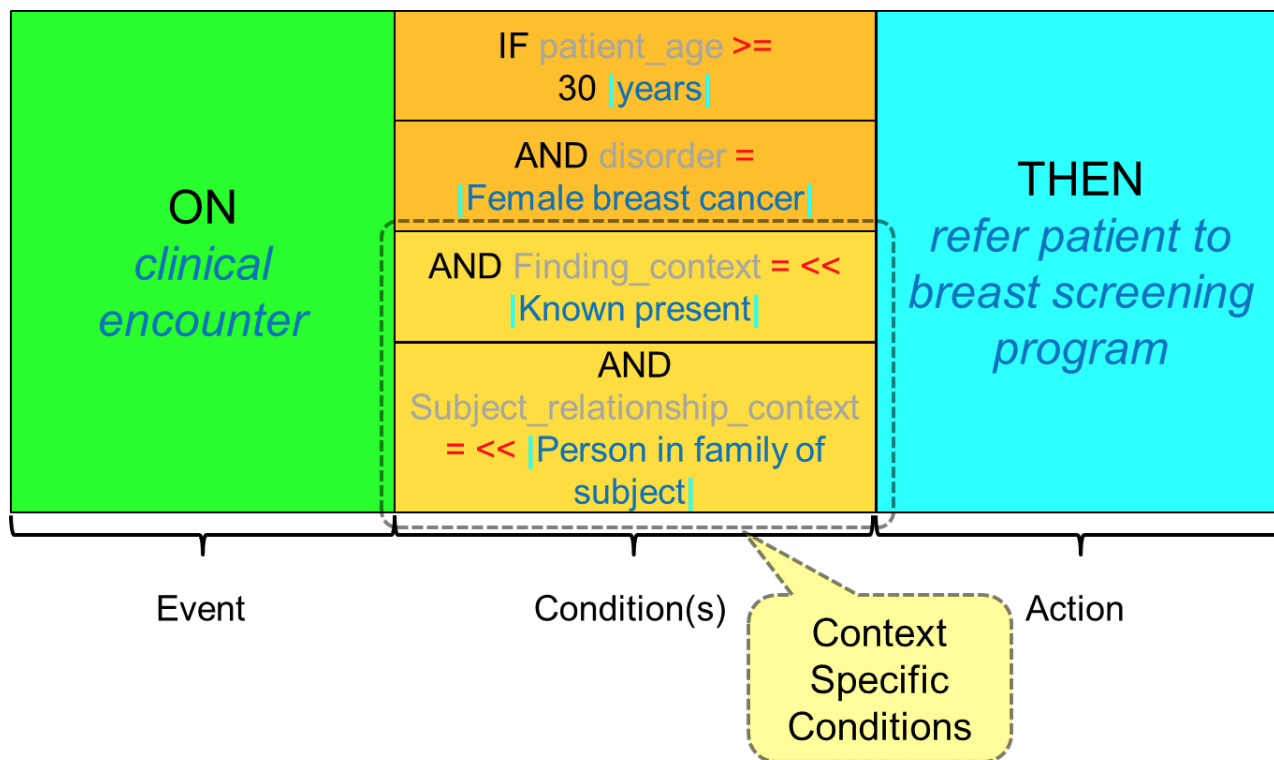 ON
clinical
encounter
IF patient_age >=
30 |years|
AND disorder =
|Female breast cancer|
AND Finding_context = <<
|Known present|
AND
Subject_relationship_context
= << |Person in family of
subject|
THEN
refer patient to
breast screening
program
Event
Condition(s)
Action
Context
Specific
Conditions